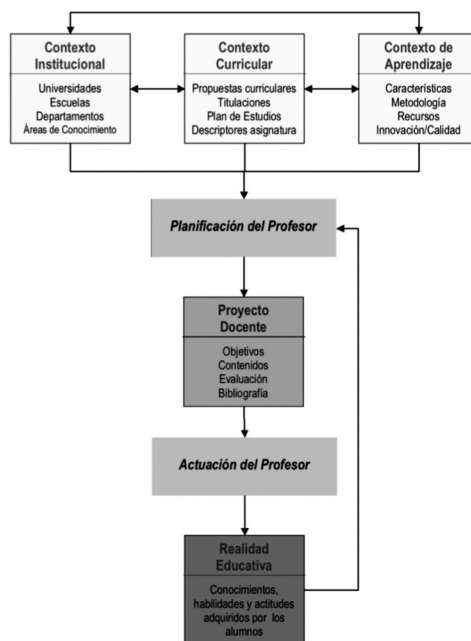 Contexto
Institucional
Universidades
Escuelas
Departamentos
Áreas de Conocimiento
Contexto
Curricular
Propuestas curriculares
Titulaciones
Plan de Estudios
Descriptores asignatura
Contexto de
Aprendizaje
Características
Metodología
Recursos
Innovación/Calidad
Planificación del Profesor
Proyecto
Docente
Objetivos
Contenidos
Evaluación
Bibliografía
Actuación del Profesor
Realidad
Educativa
Conocimientos,
habilidades y actitudes
adquiridos por los
alumnos